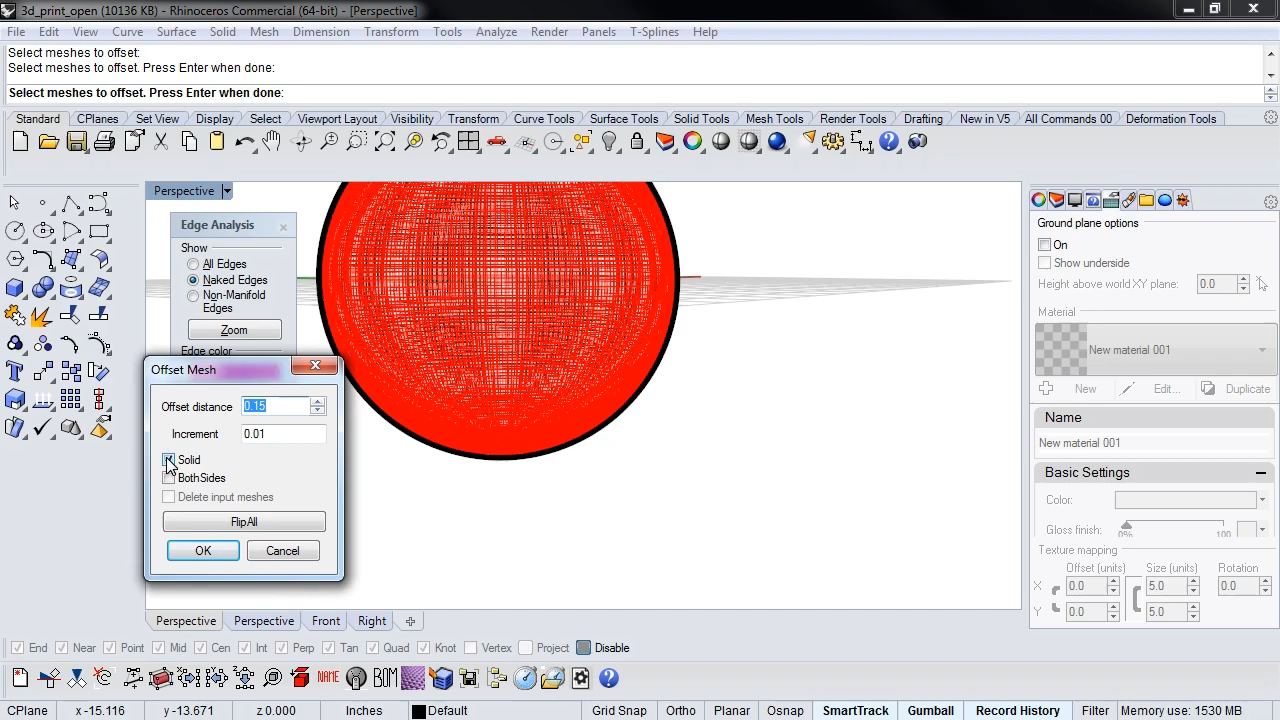 3d_print_open (10136 KB) - Rhinoceros Commercial (64-bit) - [Perspective]
File Edit View Curve Surface Solid Mesh Dimension Transform Tools Analyze Render Panels T-Splines Help
Select meshes to offset:
Select meshes to offset. Press Enter when done:
Select meshes to offset. Press Enter when done:
Standard CPlanes Set View Display Select Viewport Layout Visibility Transform Curve Tools Surface Tools Solid Tools Mesh Tools Render Tools Drafting New in V5 All Commands 00 Deformation Tools
Perspective
Edge Analysis
Show
All Edges
Edges
Non-Manifold
Edges
Zoom
Edge color
Offset Mesh
Offset distance
0.15
Increment
0.01
Solid
BothSides
Delete input meshes
FlipAll
OK Cancel
Ground plane options
On
Show underside
Height above world XY plane: 0.0
Material
New material 001
New Edit... Duplicate
Name
New material 001
Basic Settings
Color:
Gloss finish:
0% 100
Texture mapping
Offset (units) Size (units) Rotation
X 0.0 5.0 0.0
Y 0.0 5.0
Perspective Perspective Front Right
End Near Point Mid Cen Int Perp Tan Quad Knot Vertex Project Disable
NAME BOM
CPlane x -15.116 y -13.671 z 0.000 Inches Default Grid Snap Ortho Planar Osnap SmartTrack Gumball Record History Filter Memory use: 1530 MB